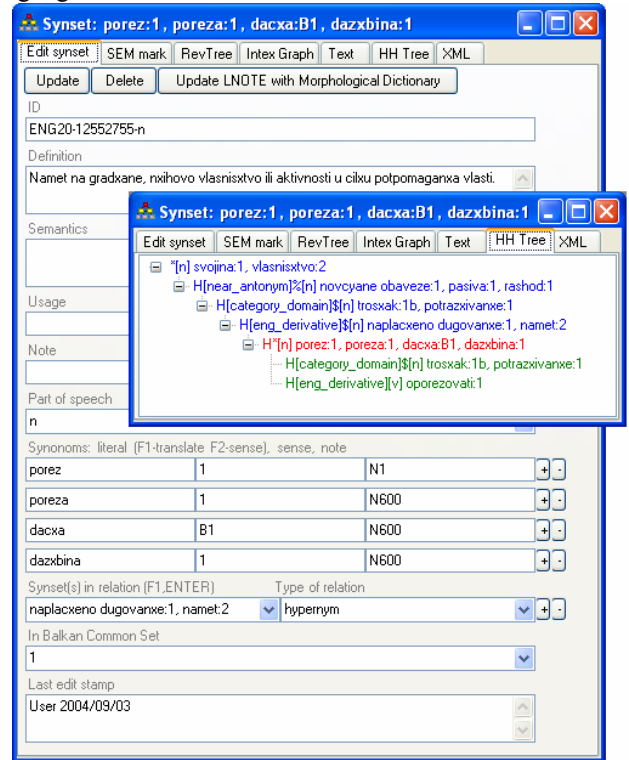 Synset: porez:1, poreza:1, dacxa:B1, dazxbina:1
Edit synset SEM mark RevTree Intex Graph Text HH Tree XML
Update Delete Update LNOTE with Morphological Dictionary
ID
ENG20-12552755-n
Definition
Namet na gradxane, nxihovo vlasnisxtvo ili aktivnosti u cilxu potpomaganxa vlasti.
Semantics
Usage
Note
Part of speech
n
Synset: porez:1, poreza:1, dacxa:B1, dazxbina:1
Edit synset SEM mark RevTree Intex Graph Text HH Tree XML
*[n] svojina:1, vlasnisxtvo:2
H[near_antonym]%[n] novcyane obaveze:1, pasiva:1, rashod:1
H[category_domain]$[n] trosxak:1b, potrazxivanxe:1
H[eng_derivative]$[n] naplacxeno dugovanxe:1, namet:2
H*[n] porez:1, poreza:1, dacxa:B1, dazxbina:1
H[category_domain]$[n] trosxak:1b, potrazxivanxe:1
H[eng_derivative][v] oporezovati:1
Synonoms: literal (F1-translate F2-sense), sense, note
porez 1 N1 + -
poreza 1 N600 + -
dacxa B1 N600 + -
dazxbina 1 N600 + -
Synset(s) in relation (F1,ENTER) Type of relation
naplacxeno dugovanxe:1, namet:2 hypernym + -
In Balkan Common Set
1
Last edit stamp
User 2004/09/03